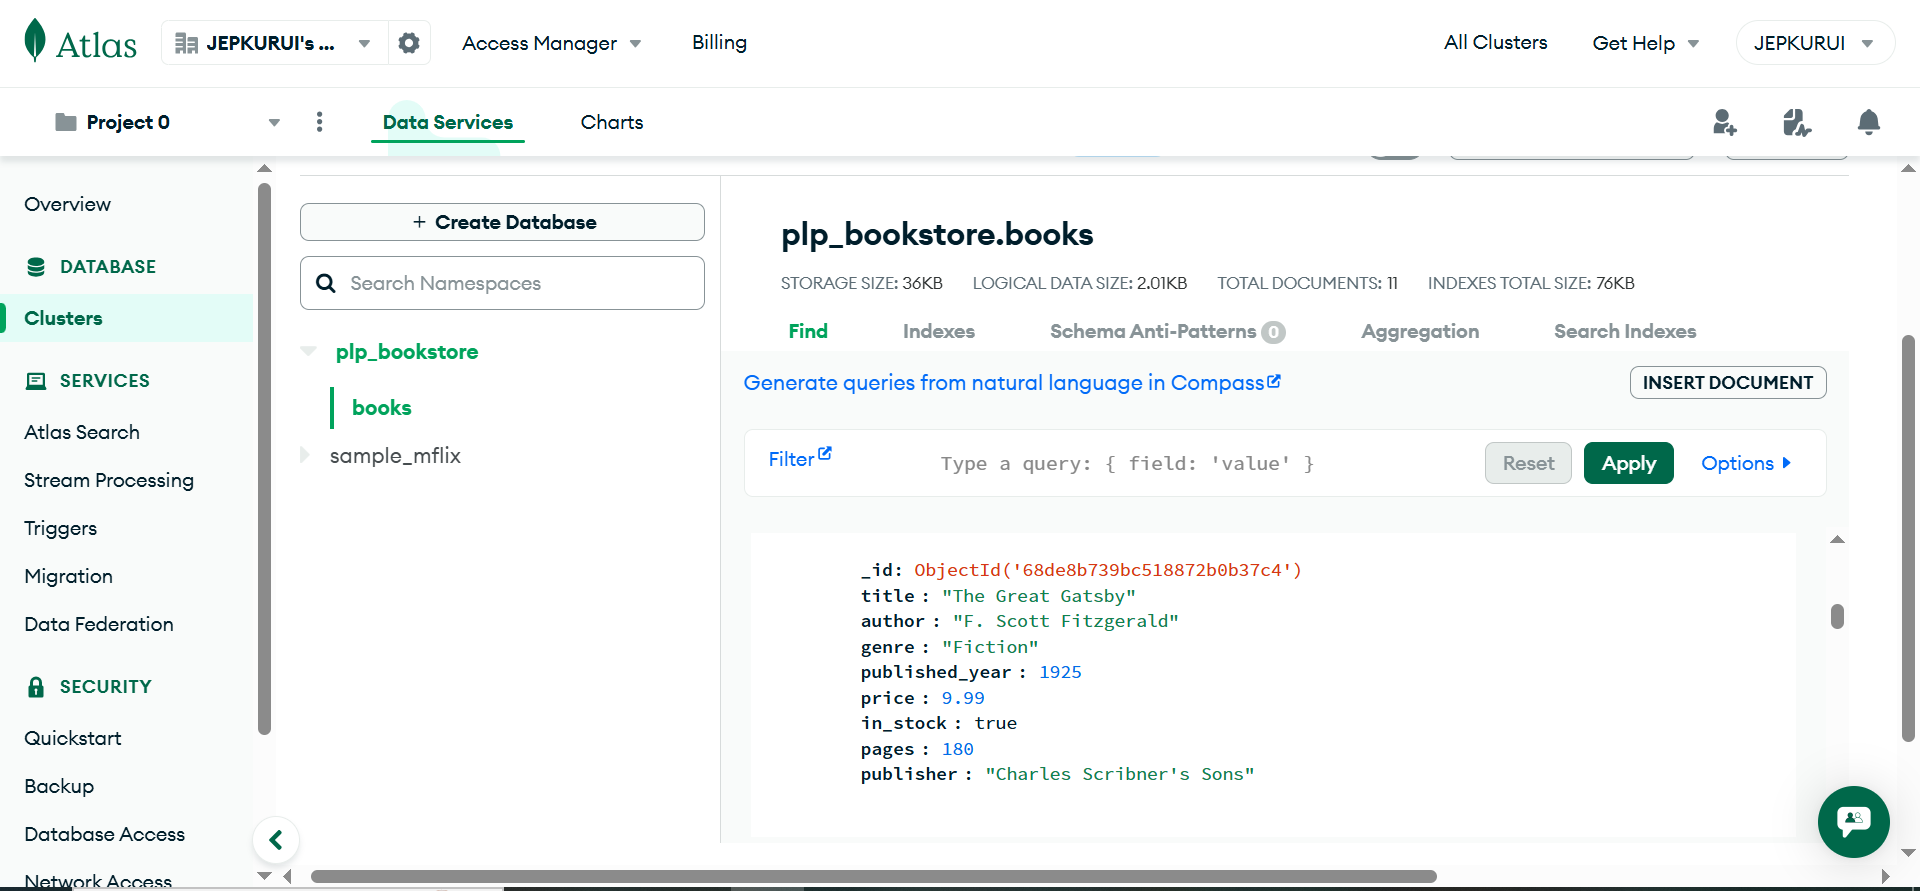 Atlas
JEPKURUI's ...
Access Manager
Billing
All Clusters
Get Help
JEPKURUI
Project 0
Data Services
Charts
Overview
DATABASE
Clusters
SERVICES
Atlas Search
Stream Processing
Triggers
Migration
Data Federation
SECURITY
Quickstart
Backup
Database Access
Network Access
+ Create Database
Search Namespaces
plp_bookstore
books
sample_mflix
plp_bookstore.books
STORAGE SIZE: 36KB LOGICAL DATA SIZE: 2.01KB TOTAL DOCUMENTS: 11 INDEXES TOTAL SIZE: 76KB
Find Indexes Schema Anti-Patterns 0 Aggregation Search Indexes
Generate queries from natural language in Compass
INSERT DOCUMENT
Filter
Type a query: { field: 'value' }
Reset
Apply
Options
_id: ObjectId('68de8b739bc518872b0b37c4')
title : "The Great Gatsby"
author : "F. Scott Fitzgerald"
genre : "Fiction"
published_year : 1925
price : 9.99
in_stock : true
pages : 180
publisher : "Charles Scribner's Sons"